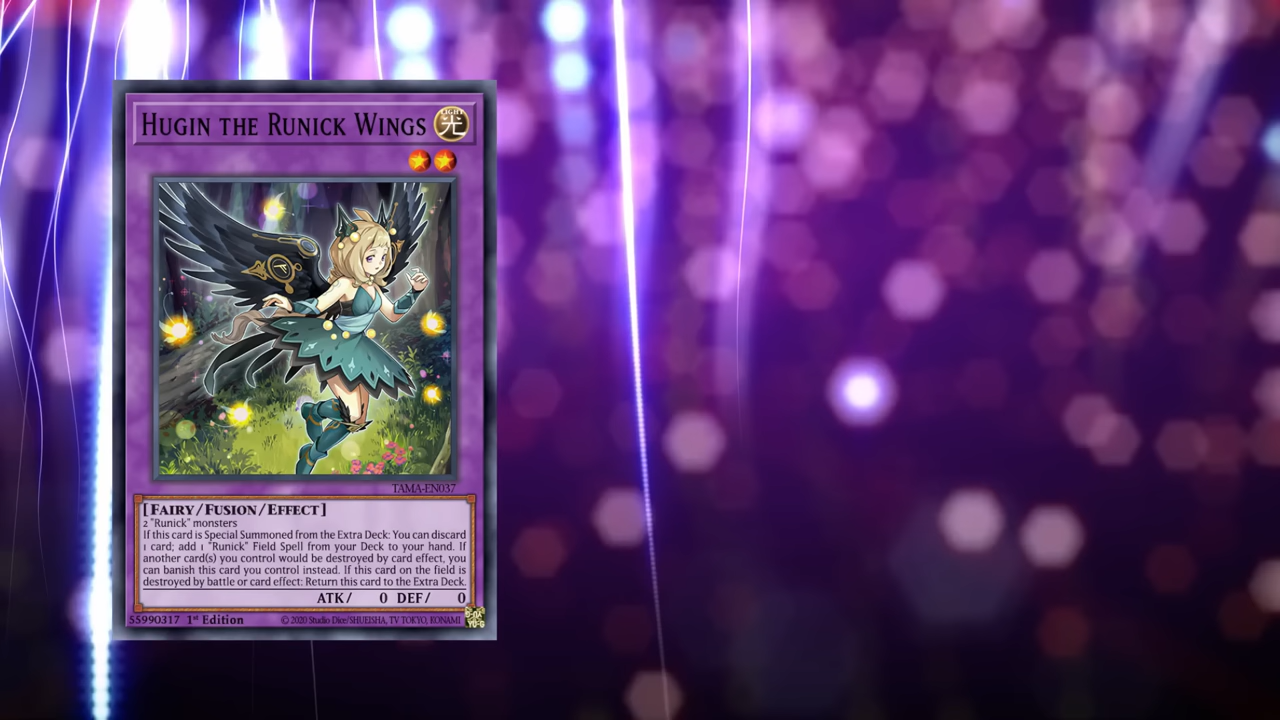 HUGIN THE RUNICK WINGS
LIGHT
光
TAMA-EN037
[FAIRY/FUSION/EFFECT]
2 "Runick" monsters
If this card is Special Summoned from the Extra Deck: You can discard
1 card; add 1 "Runick" Field Spell from your Deck to your hand. If
another card(s) you control would be destroyed by card effect, you
can banish this card you control instead. If this card on the field is
destroyed by battle or card effect: Return this card to the Extra Deck.
ATK/ 0 DEF/ 0
55990317 1st Edition ©2020 Studio Dice/SHUEISHA, TV TOKYO, KONAMI